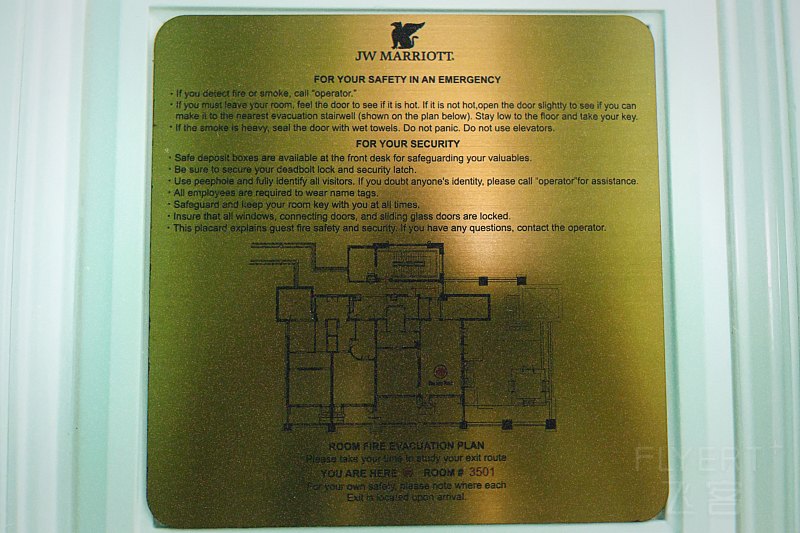 JW MARRIOTT.
FOR YOUR SAFETY IN AN EMERGENCY
· If you detect fire or smoke, call "operator."
· If you must leave your room, feel the door to see if it is hot. If it is not hot,open the door slightty to see if you can
make it to the nearest evacuation stairwell (shown on the plan below). Stay low to the floor and take your key.
· If the smoke is heavy, seal the door with wet towels. Do not panic. Do not use elevators.
FOR YOUR SECURITY
· Safe deposit boxes are available at the front desk for safeguarding your valuables.
· Be sure to secure your deadbolt lock and security latch.
· Use peephole and fully identify all visitors. If you doubt anyone's identity, please call "operator"for assistance.
· All employees are required to wear name tags.
· Safeguard and keep your room key with you at all times.
· Insure that all windows, connecting doors, and sliding glass doors are locked.
· This placard explains guest fire safety and security. If you have any questions, contact the operator.
ROOM FIRE EVACUATION PLAN
Please take your time to study your exit route
YOU ARE HERE ROOM # 3501
For your own safety, please note where each
Exit is located upon arrival.
FLYERT
飞客